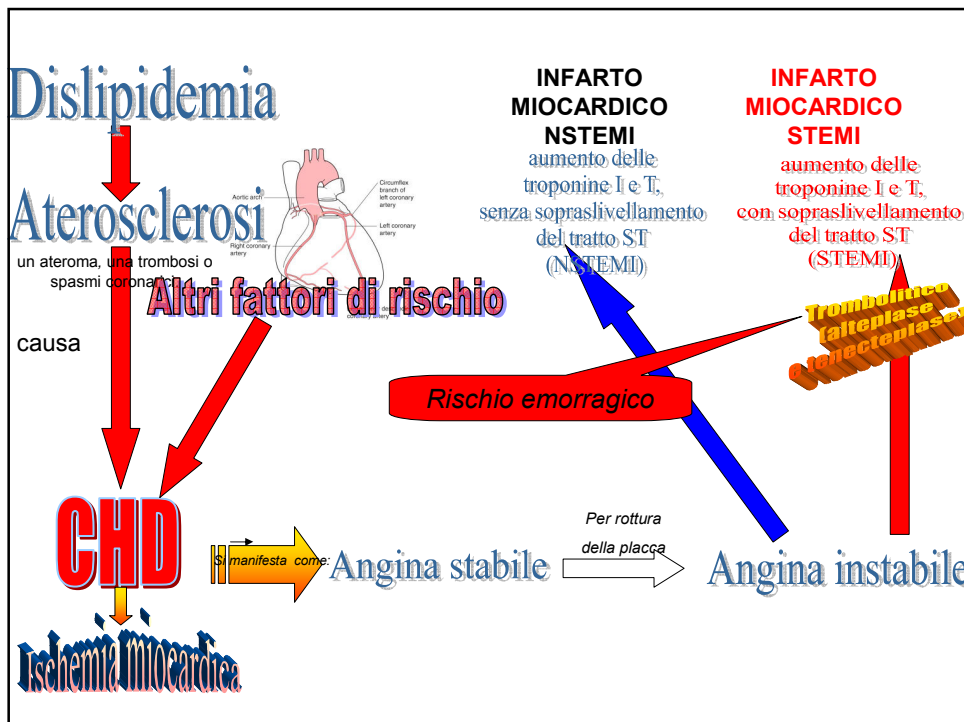 Dislipidemia
Aterosclerosi
un ateroma, una trombosi o
spasmi coronarici.
causa
Aortic arch
Right coronary
artery
Circumflex
branch of
left coronary
artery
Left coronary
artery
coronary artery
Altri fattori di rischio
CHD
Ischemia miocardica
Si manifesta come:
Angina stabile
Per rottura
della placca
Angina instabile
INFARTO
MIOCARDICO
NSTEMI
aumento delle
troponine I e T,
senza sopraslivellamento
del tratto ST
(NSTEMI)
INFARTO
MIOCARDICO
STEMI
aumento delle
troponine I e T,
con sopraslivellamento
del tratto ST
(STEMI)
Trombolitico
[alteplase
e tenecteplase]
Rischio emorragico